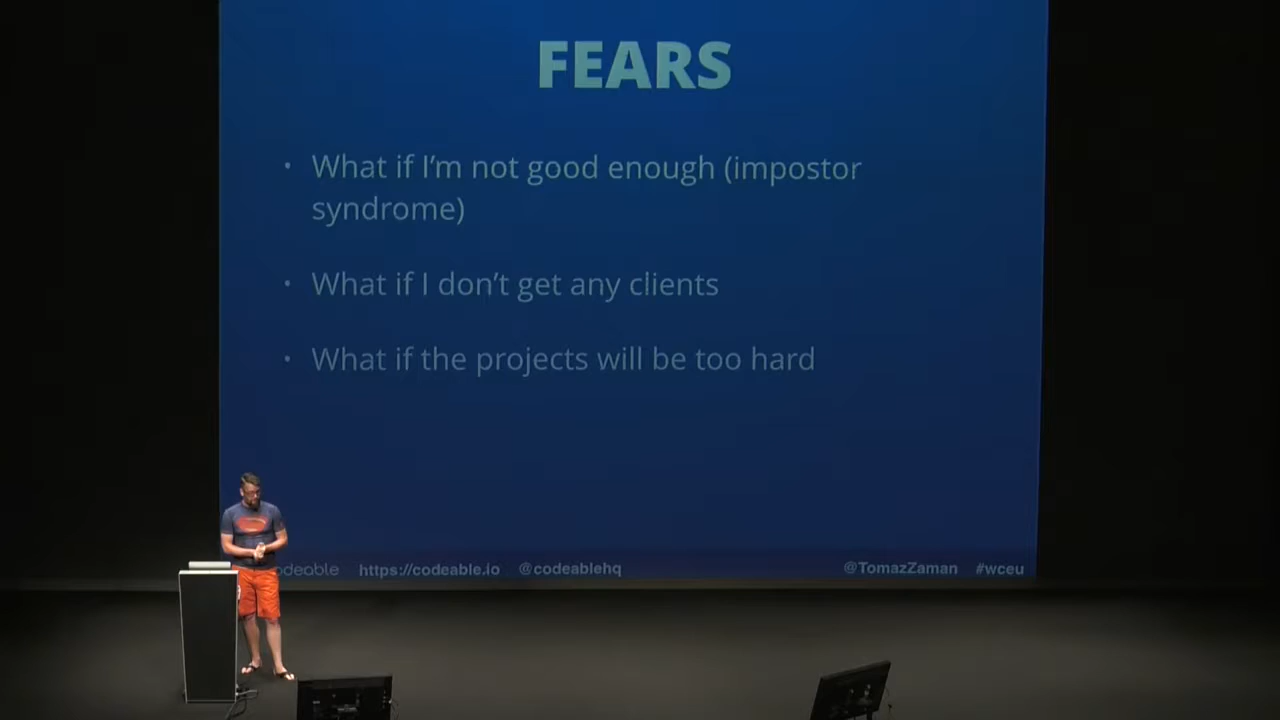 FEARS
• What if I'm not good enough (impostor
syndrome)
• What if I don't get any clients
• What if the projects will be too hard
https://codeable.io @codeablehq @TomazZaman #wceu